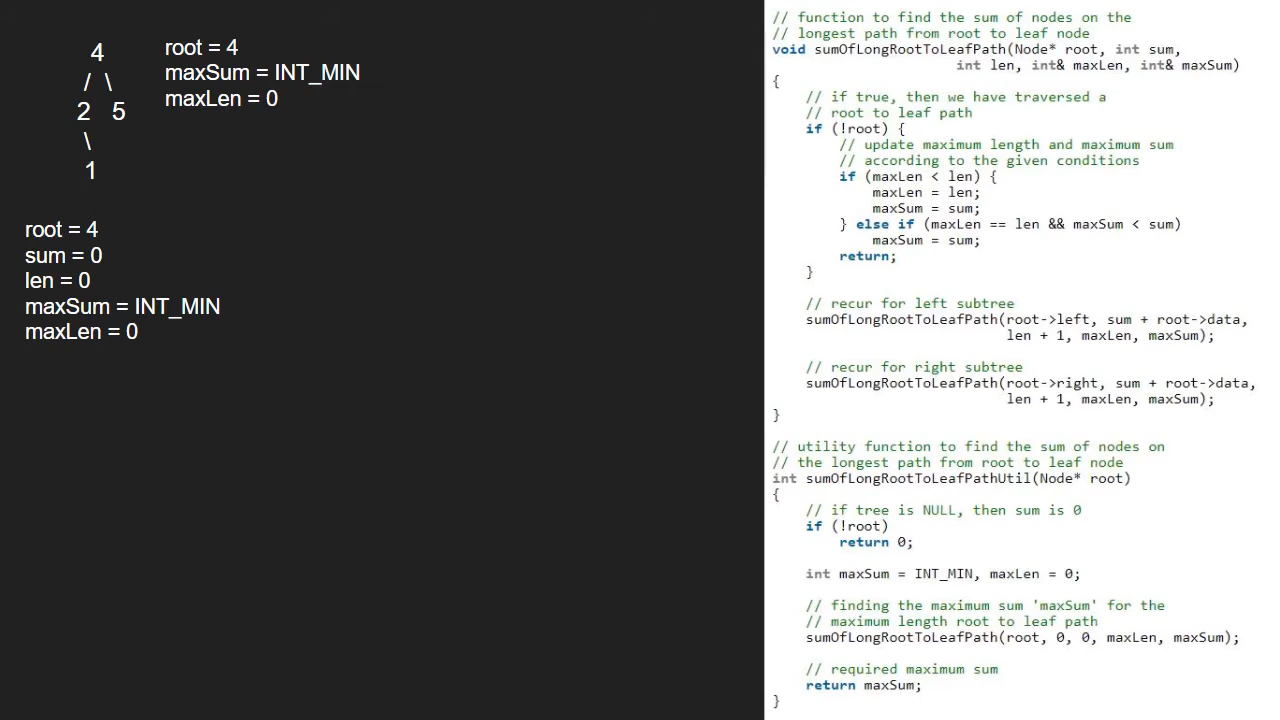 4
/ \
2 5
\
1
root = 4
maxSum = INT_MIN
maxLen = 0
root = 4
sum = 0
len = 0
maxSum = INT_MIN
maxLen = 0
// function to find the sum of nodes on the
// longest path from root to leaf node
void sumOfLongRootToLeafPath(Node* root, int sum,
int len, int& maxLen, int& maxSum)
{
// if true, then we have traversed a
// root to leaf path
if (!root) {
// update maximum length and maximum sum
// according to the given conditions
if (maxLen < len) {
maxLen = len;
maxSum = sum;
} else if (maxLen == len && maxSum < sum)
maxSum = sum;
return;
}
// recur for left subtree
sumOfLongRootToLeafPath(root->left, sum + root->data,
len + 1, maxLen, maxSum);
// recur for right subtree
sumOfLongRootToLeafPath(root->right, sum + root->data,
len + 1, maxLen, maxSum);
}
// utility function to find the sum of nodes on
// the longest path from root to leaf node
int sumOfLongRootToLeafPathUtil(Node* root)
{
// if tree is NULL, then sum is 0
if (!root)
return 0;
int maxSum = INT_MIN, maxLen = 0;
// finding the maximum sum 'maxSum' for the
// maximum length root to leaf path
sumOfLongRootToLeafPath(root, 0, 0, maxLen, maxSum);
// required maximum sum
return maxSum;
}